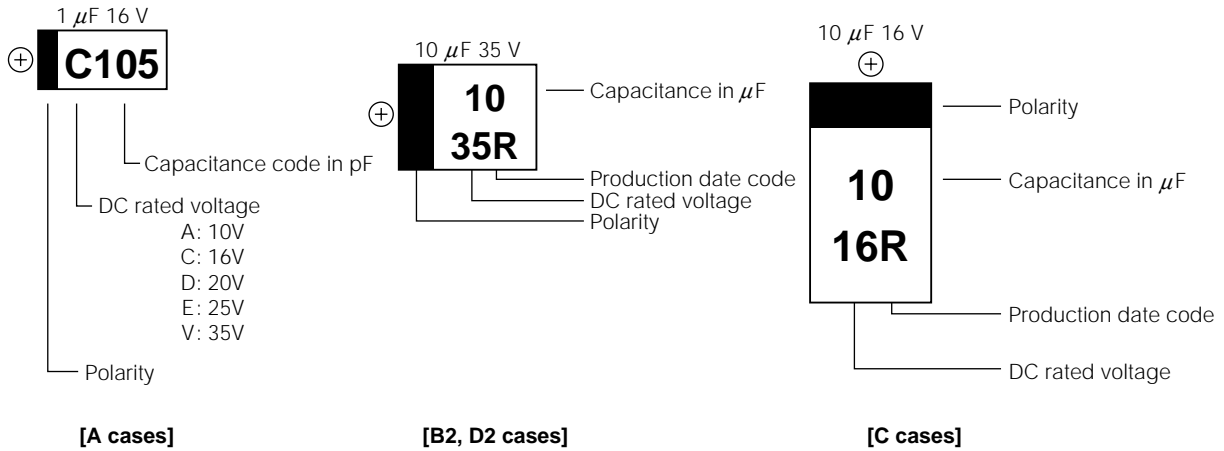 1 μF 16 V
+
C105
Capacitance code in pF
DC rated voltage
A: 10V
C: 16V
D: 20V
E: 25V
V: 35V
Polarity
[A cases]
10 μF 35 V
+
10
35R
Capacitance in μF
Production date code
DC rated voltage
Polarity
[B2, D2 cases]
10 μF 16 V
+
10
16R
Polarity
Capacitance in μF
Production date code
DC rated voltage
[C cases]